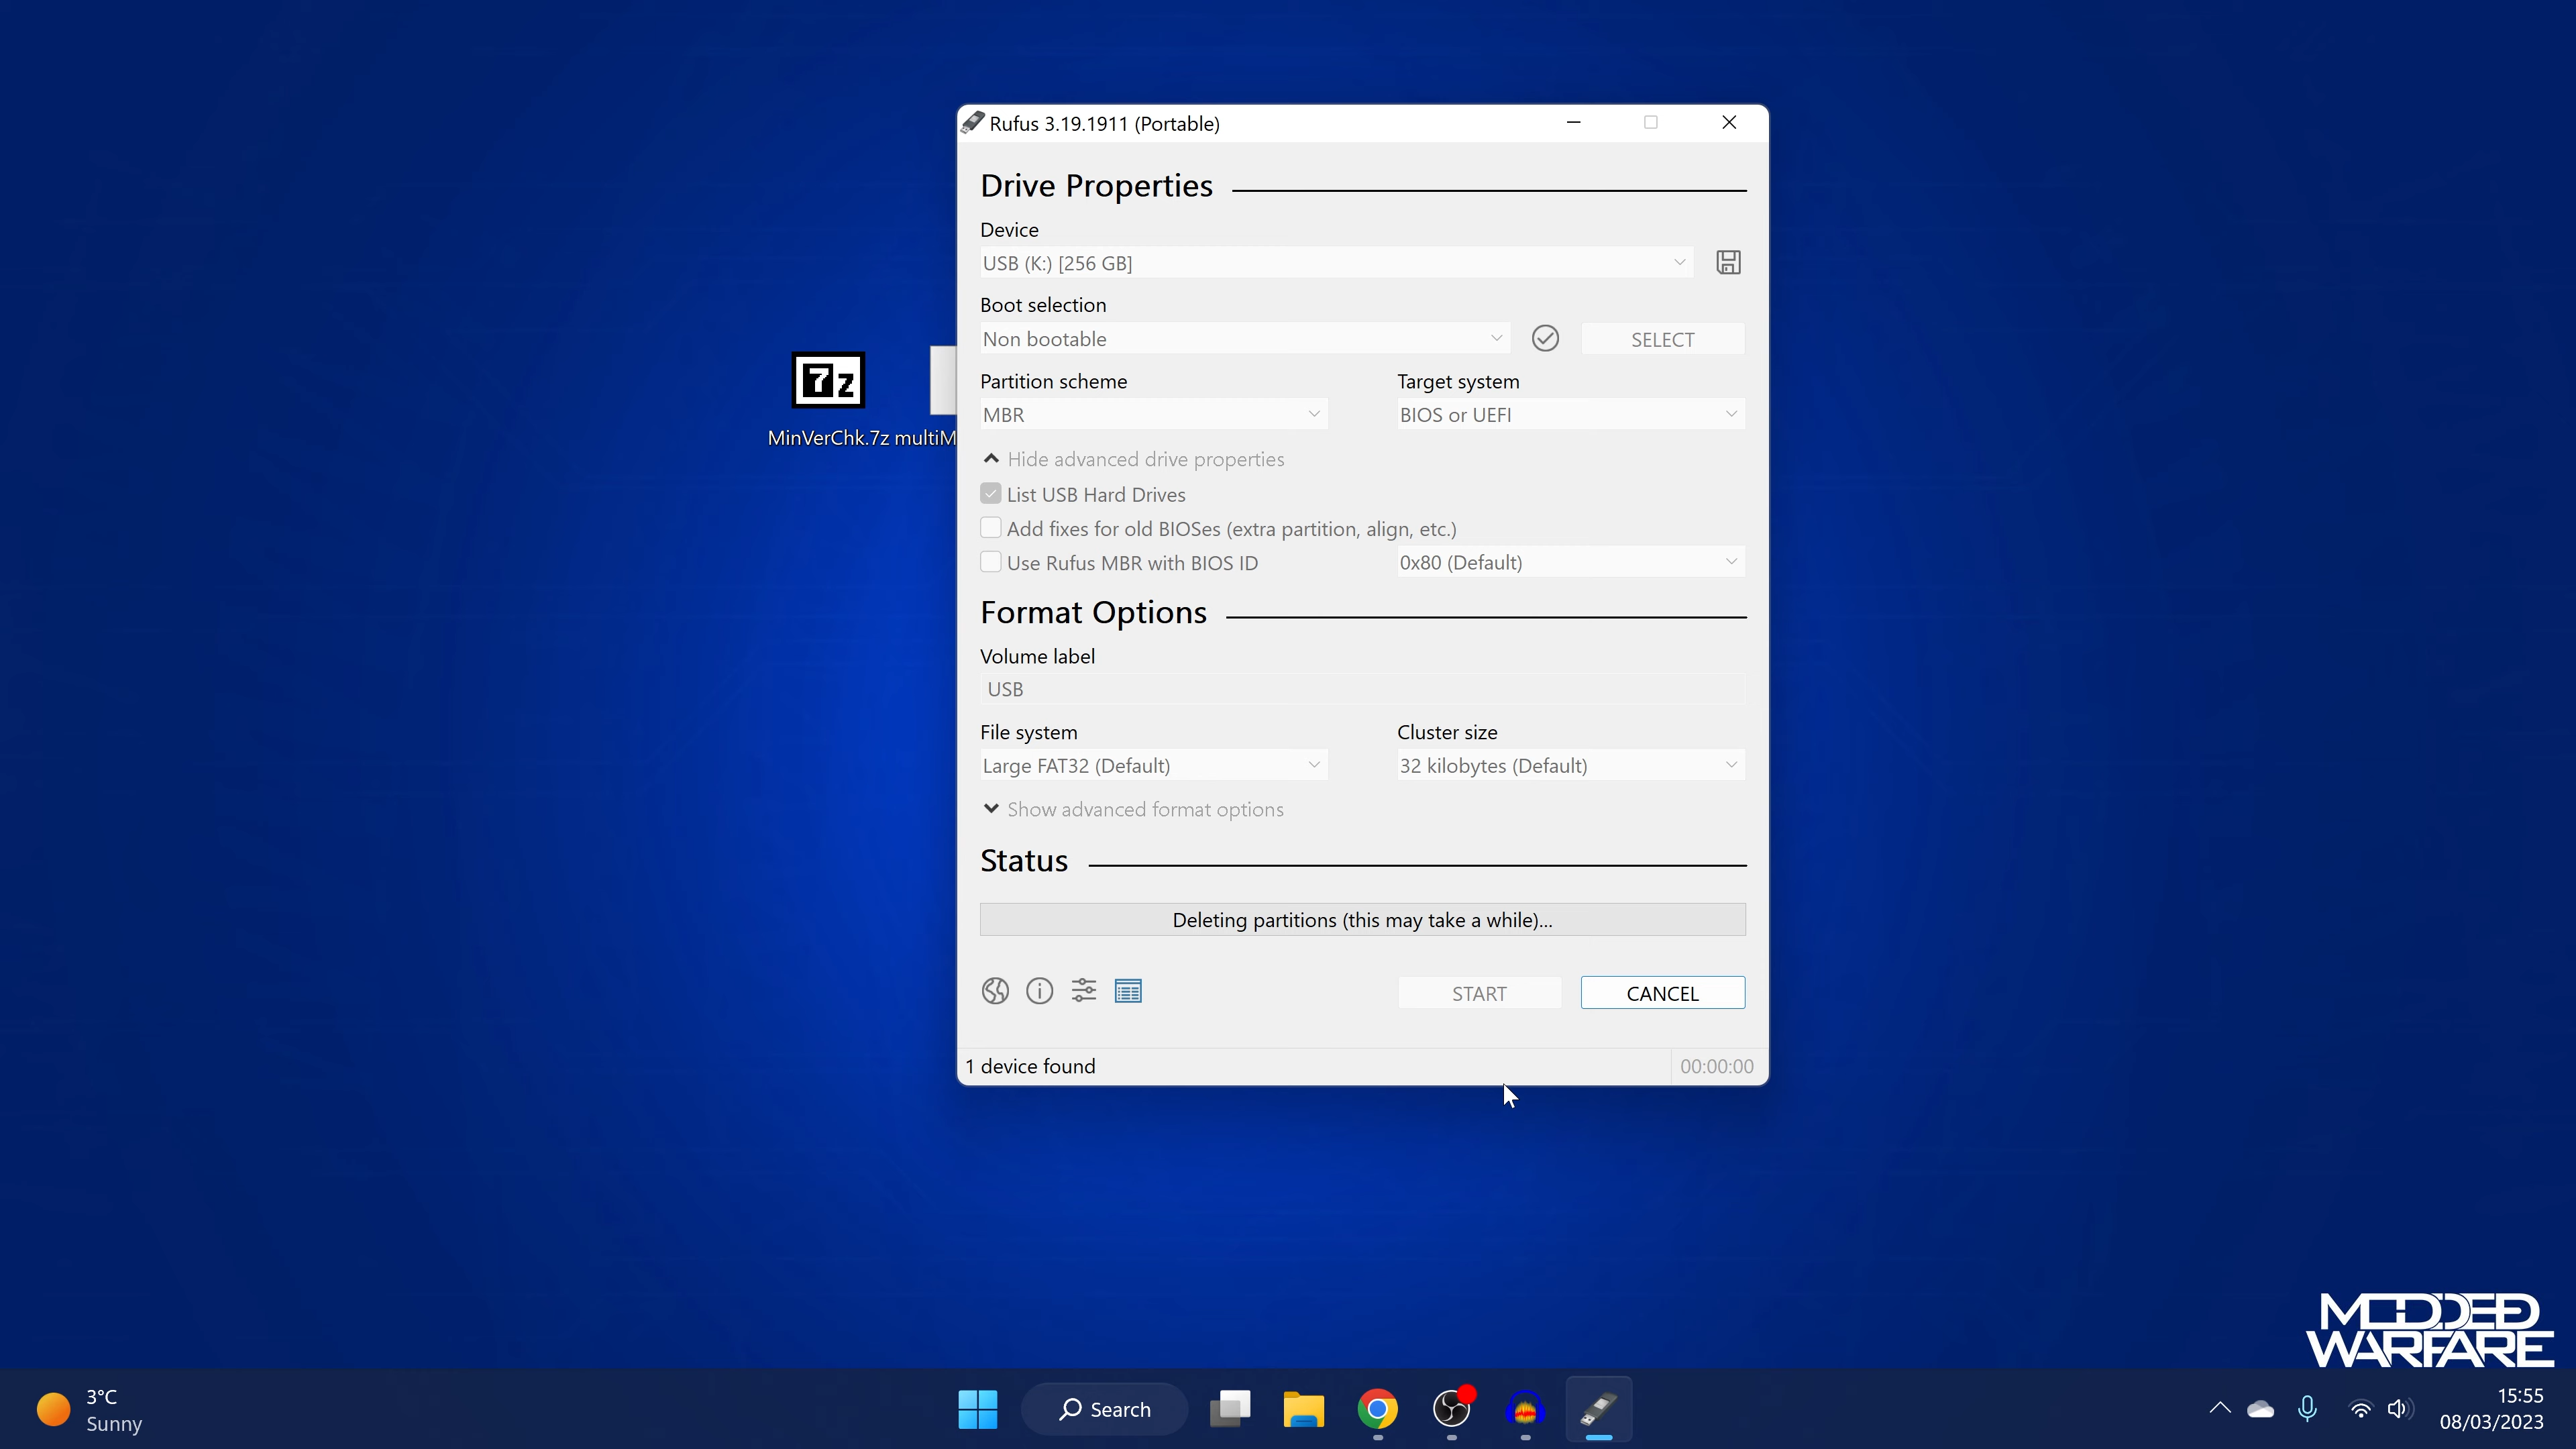 Rufus 3.19.1911 (Portable)
Drive Properties
Device
USB (K:) [256 GB]
Boot selection
Non bootable
SELECT
Partition scheme
Target system
MBR
BIOS or UEFI
Hide advanced drive properties
List USB Hard Drives
Add fixes for old BIOSes (extra partition, align, etc.)
Use Rufus MBR with BIOS ID
0x80 (Default)
Format Options
Volume label
USB
File system
Cluster size
Large FAT32 (Default)
32 kilobytes (Default)
Show advanced format options
Status
Deleting partitions (this may take a while)...
START
CANCEL
1 device found
00:00:00
7z
MinVerChk.7z
multiM
MODDED
WARFARE
3°C
Sunny
Search
15:55
08/03/2023